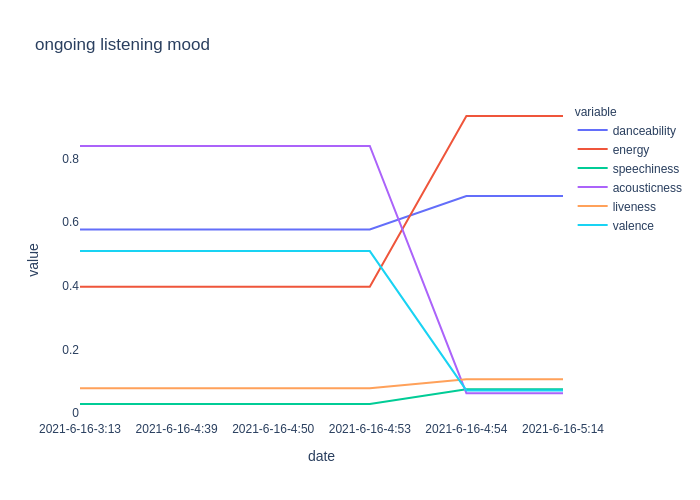 ongoing listening mood
variable
danceability
energy
speechiness
acousticness
liveness
valence
value
0.8
0.6
0.4
0.2
0
2021-6-16-3:13 2021-6-16-4:39 2021-6-16-4:50 2021-6-16-4:53 2021-6-16-4:54 2021-6-16-5:14
date